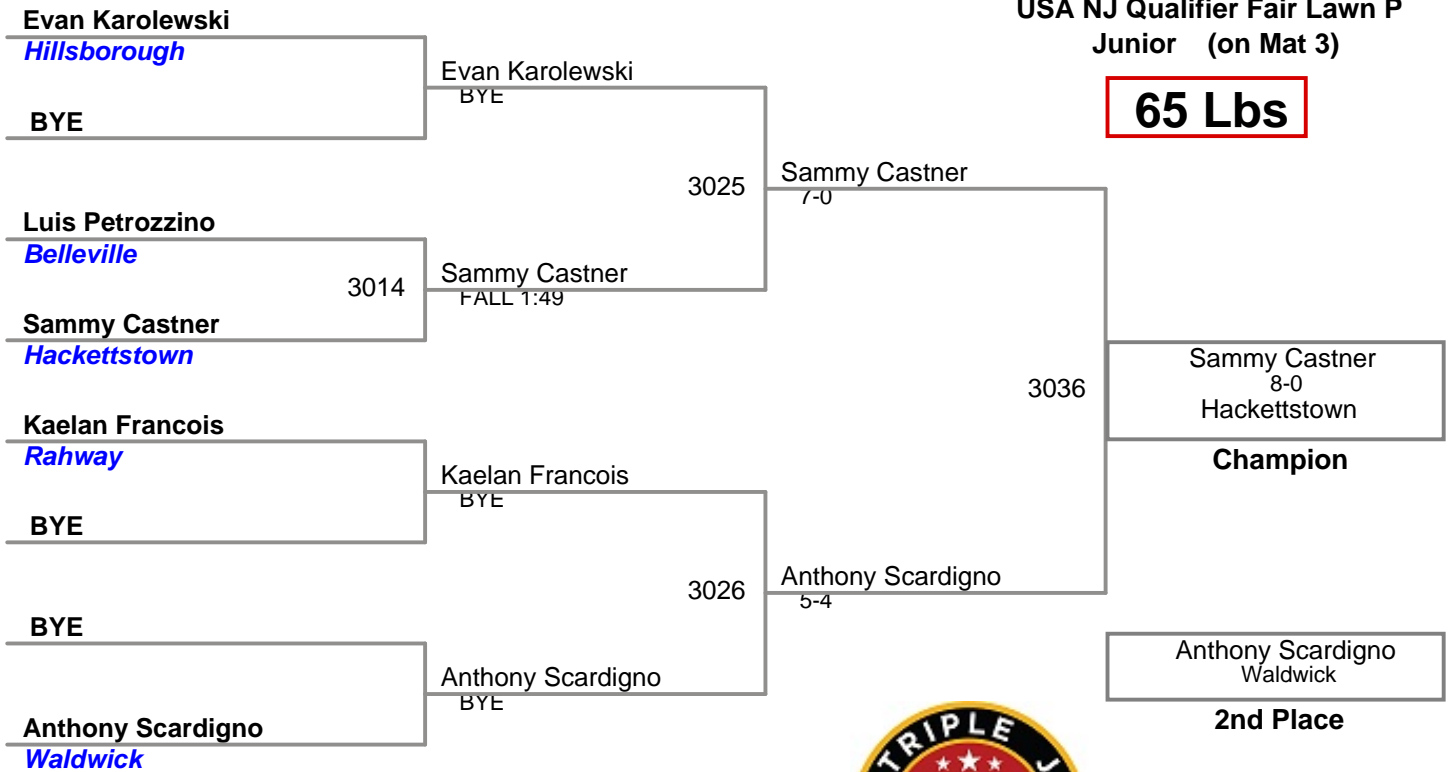 USA NJ Qualifier Fair Lawn P
Junior (on Mat 3)
65 Lbs
Evan Karolewski
Hillsborough
BYE
Evan Karolewski
BYE
Luis Petrozzino
Belleville
3014
Sammy Castner
Hackettstown
Sammy Castner
FALL 1:49
3025
Sammy Castner
7-0
Kaelan Francois
Rahway
BYE
Kaelan Francois
BYE
BYE
Anthony Scardigno
Waldwick
Anthony Scardigno
BYE
3026
Anthony Scardigno
5-4
3036
Sammy Castner
8-0
Hackettstown
Champion
Anthony Scardigno
Waldwick
2nd Place
TRIPLE J